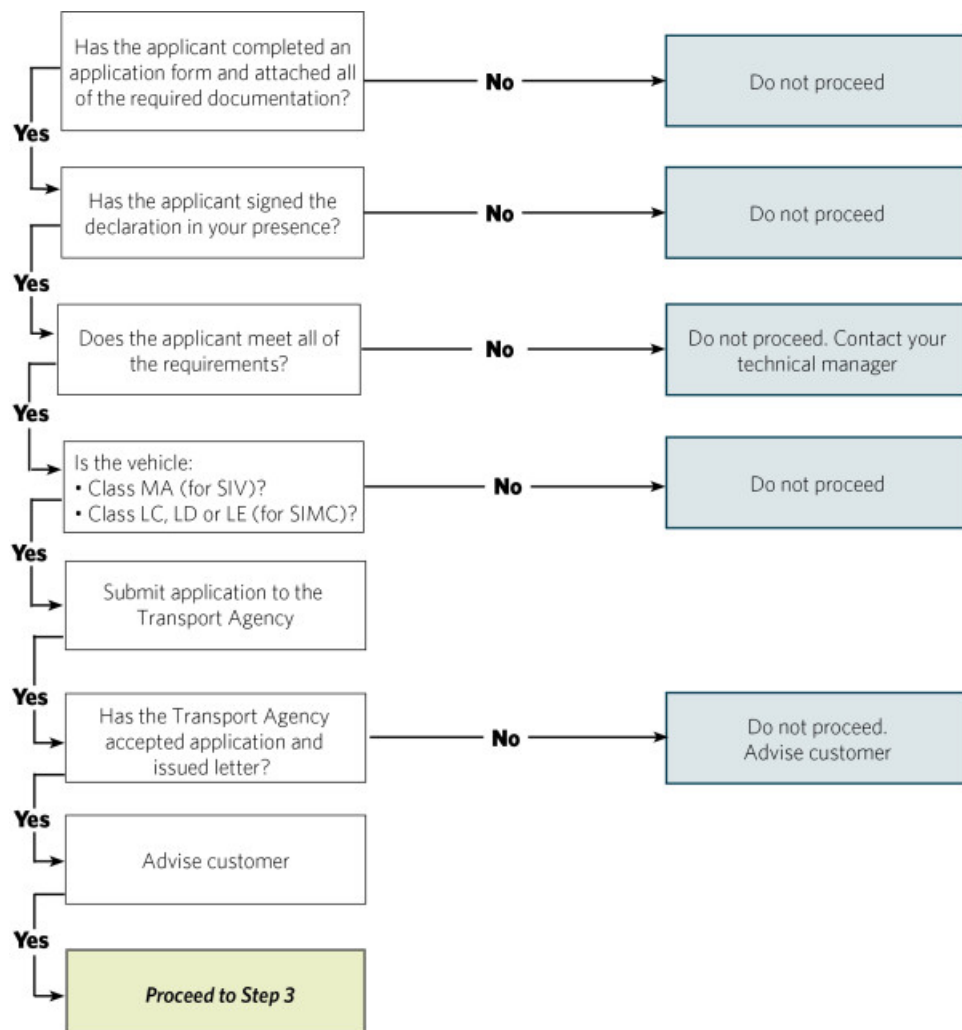 Has the applicant completed an
application form and attached all
of the required documentation?
No
Do not proceed
Yes
Has the applicant signed the
declaration in your presence?
No
Do not proceed
Yes
Does the applicant meet all of
the requirements?
No
Do not proceed. Contact your
technical manager
Yes
Is the vehicle:
• Class MA (for SIV)?
• Class LC, LD or LE (for SIMC)?
No
Do not proceed
Yes
Submit application to the
Transport Agency
Yes
Has the Transport Agency
accepted application and
issued letter?
No
Do not proceed.
Advise customer
Yes
Advise customer
Yes
Proceed to Step 3